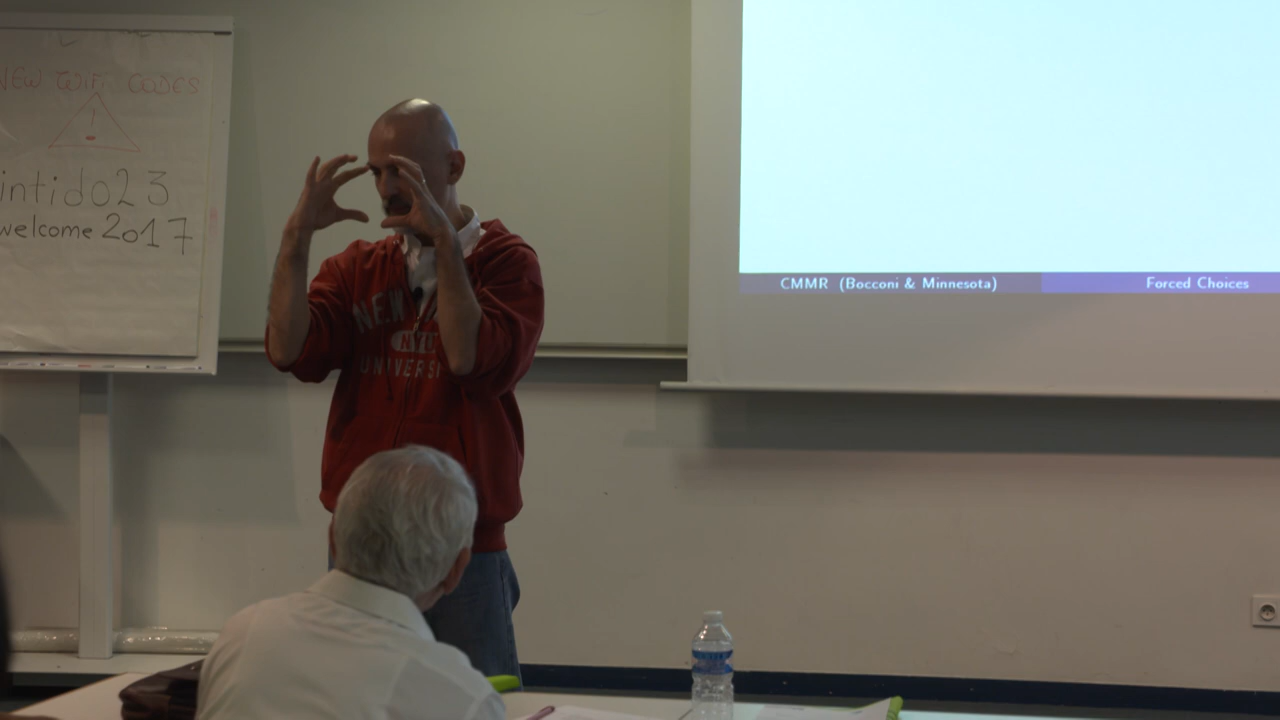 NEW WIFI CODES
!
intido23
welcome 2017
NEW
NYU
UNIVERSI
CMMR (Bocconi & Minnesota)
Forced Choices